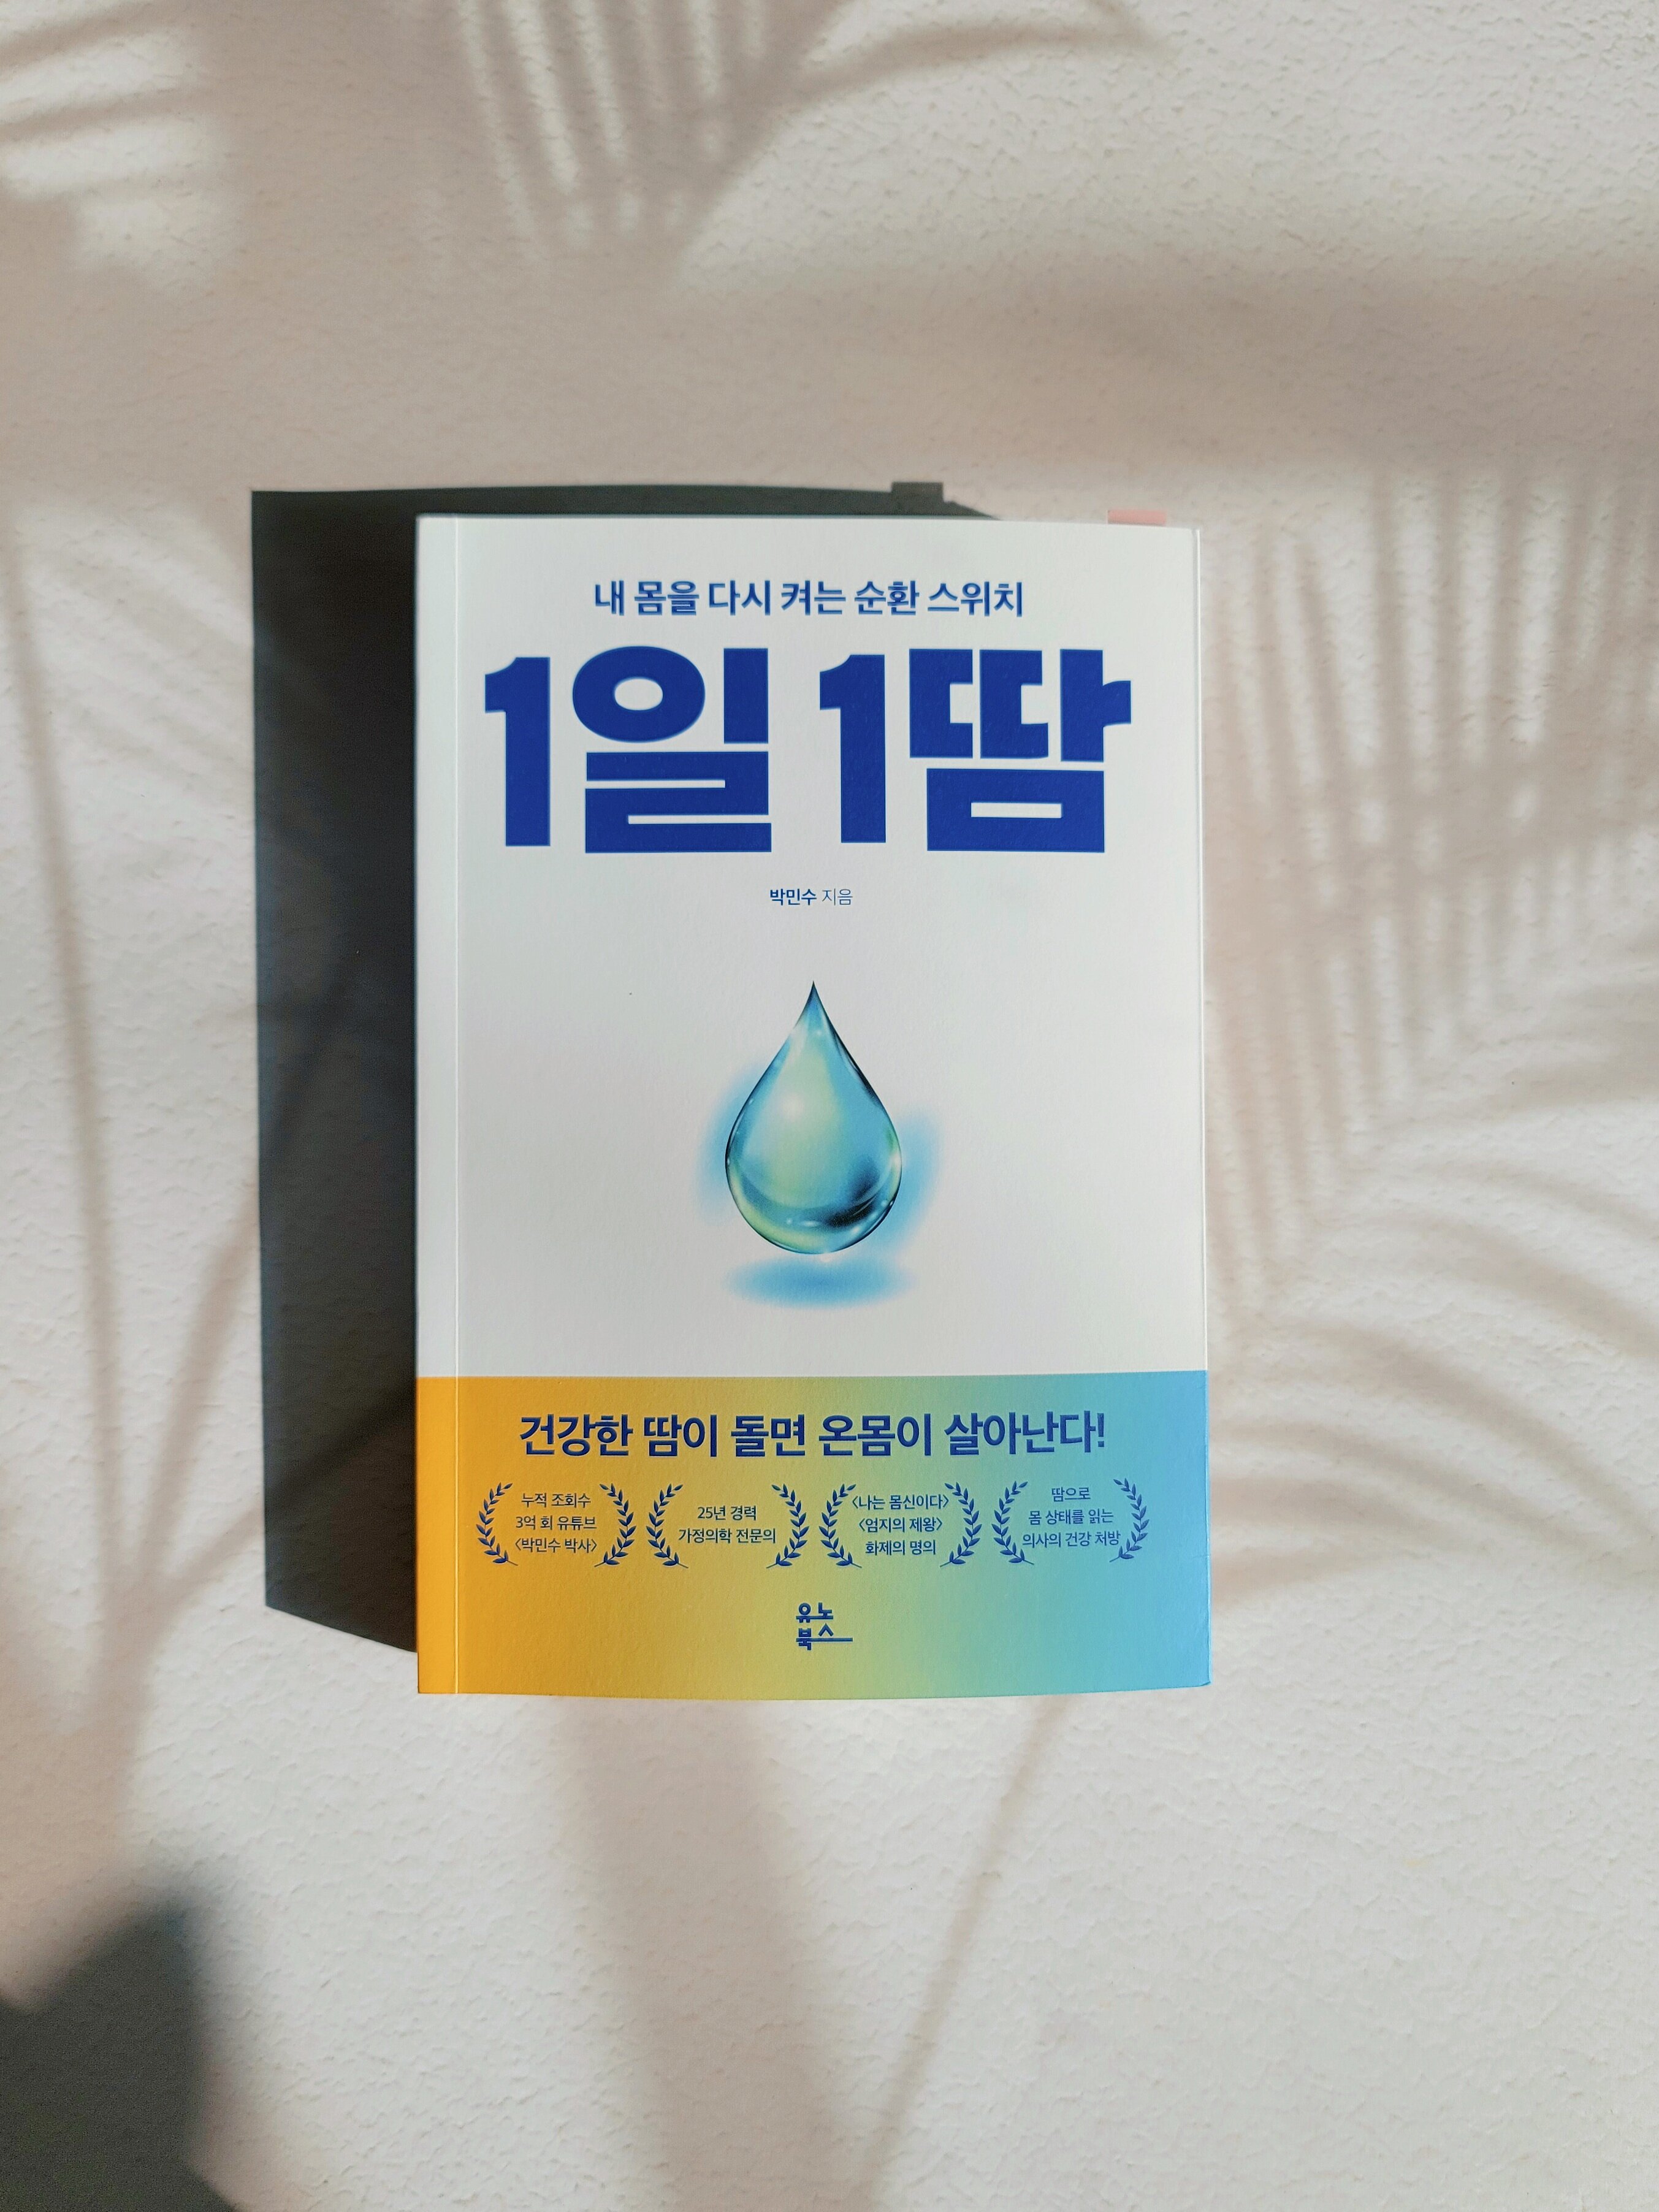 내 몸을 다시 켜는 순환 스위치
1일 1땀
박민수 지음
건강한 땀이 돌면 온몸이 살아난다!
누적 조회수
3억 회 유튜브
〈박민수 박사〉
25년 경력
가정의학 전문의
〈나는 몸신이다〉
〈엄지의 제왕〉
화제의 명의
땀으로
몸 상태를 읽는
의사의 건강 처방
유노
북스